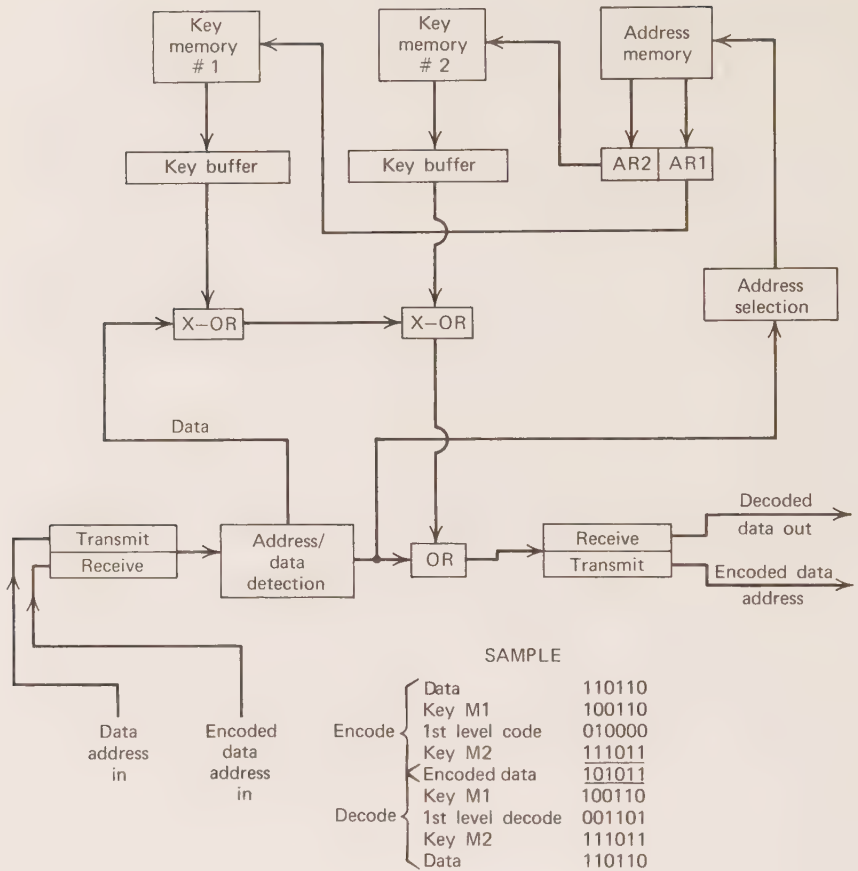 Key
memory
# 1
Key
memory
# 2
Address
memory
Key buffer
Key buffer
AR2
AR1
Address
selection
X–OR
X–OR
Data
Transmit
Receive
Address/
data
detection
OR
Receive
Transmit
Decoded
data out
Encoded data
address
Data
address
in
Encoded
data
address
in
SAMPLE
Encode
Decode
Data 110110
Key M1 100110
1st level code 010000
Key M2 111011
Encoded data 101011
Key M1 100110
1st level decode 001101
Key M2 111011
Data 110110